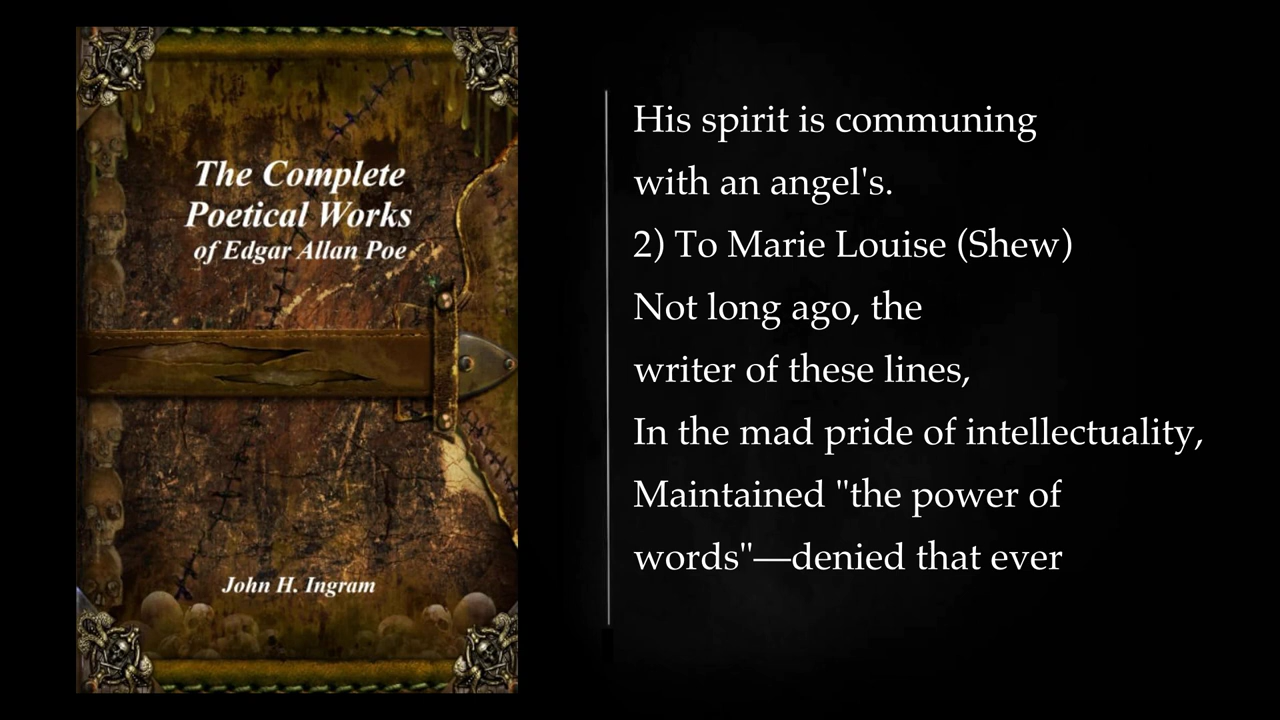 The Complete
Poetical Works
of Edgar Allan Poe
John H. Ingram
His spirit is communing
with an angel's.
2) To Marie Louise (Shew)
Not long ago, the
writer of these lines,
In the mad pride of intellectuality,
Maintained "the power of
words"—denied that ever